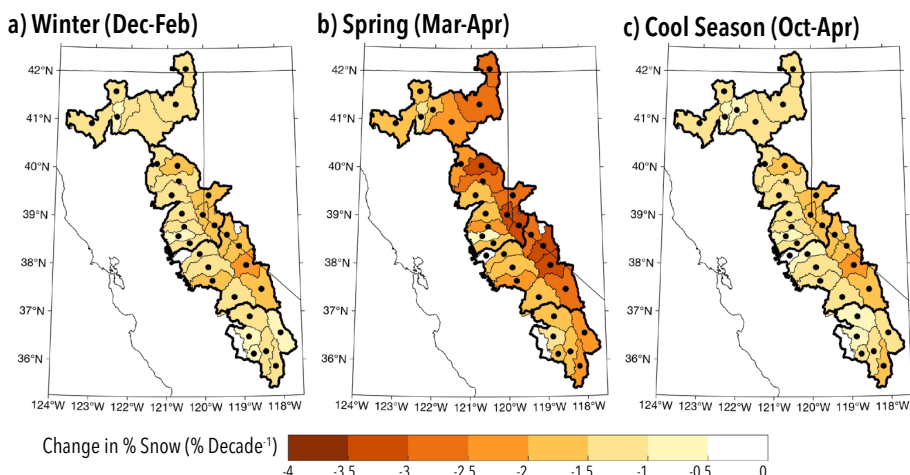 a) Winter (Dec-Feb)
b) Spring (Mar-Apr)
c) Cool Season (Oct-Apr)
42°N
41°N
40°N
39°N
38°N
37°N
36°N
124°W 123°W 122°W 121°W 120°W 119°W 118°W
42°N
41°N
40°N
39°N
38°N
37°N
36°N
124°W 123°W 122°W 121°W 120°W 119°W 118°W
42°N
41°N
40°N
39°N
38°N
37°N
36°N
124°W 123°W 122°W 121°W 120°W 119°W 118°W
Change in % Snow (% Decade⁻¹)
-4 -3.5 -3 -2.5 -2 -1.5 -1 -0.5 0